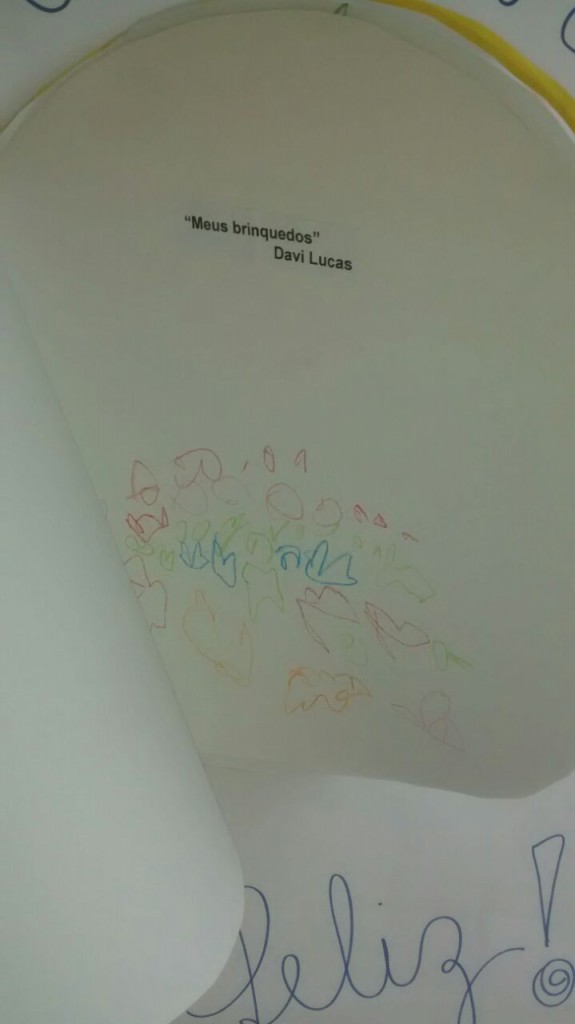 “Meus brinquedos”
Davi Lucas
feliz!